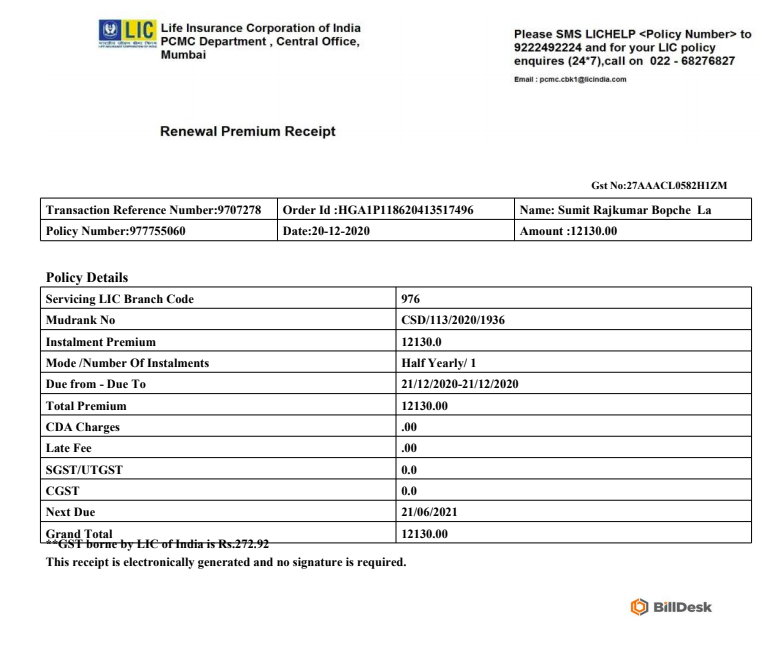 LIC
Life Insurance Corporation of India
PCMC Department , Central Office,
Mumbai
Please SMS LICHELP <Policy Number> to
9222492224 and for your LIC policy
enquires (24*7),call on 022 - 68276827
Email : pcmc.cbk1@licindia.com
Renewal Premium Receipt
Gst No:27AAACL0582H1ZM
Transaction Reference Number:9707278 Order Id :HGA1P118620413517496 Name: Sumit Rajkumar Bopche La
Policy Number:977755060 Date:20-12-2020 Amount :12130.00
Policy Details
Servicing LIC Branch Code 976
Mudrank No CSD/113/2020/1936
Instalment Premium 12130.0
Mode /Number Of Instalments Half Yearly/ 1
Due from - Due To 21/12/2020-21/12/2020
Total Premium 12130.00
CDA Charges .00
Late Fee .00
SGST/UTGST 0.0
CGST 0.0
Next Due 21/06/2021
Grand Total 12130.00
**GST borne by LIC of India is Rs.272.92
This receipt is electronically generated and no signature is required.
BillDesk